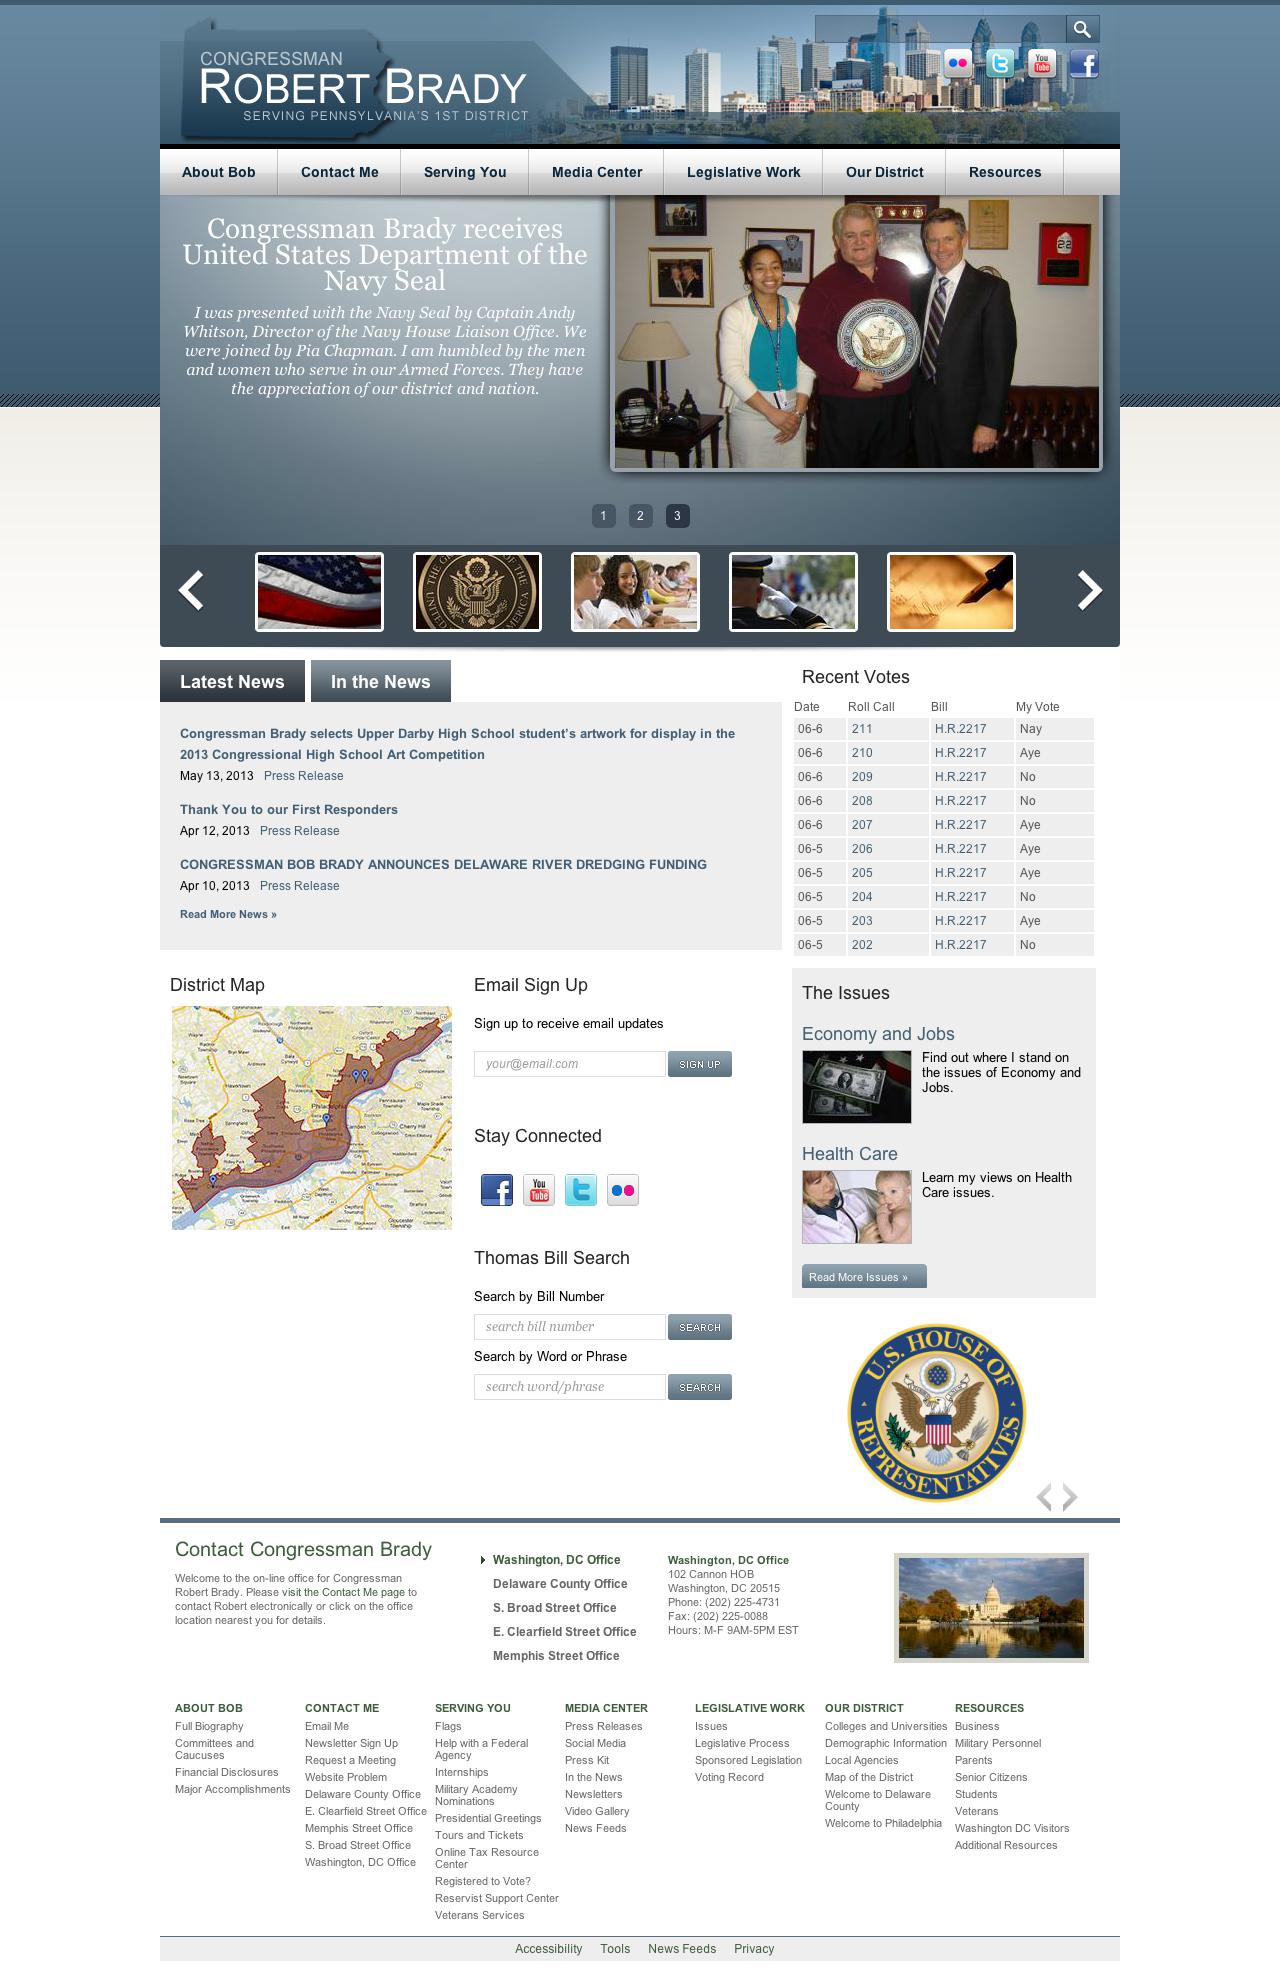 CONGRESSMAN
ROBERT BRADY
SERVING PENNSYLVANIA'S 1ST DISTRICT
About Bob
Contact Me
Serving You
Media Center
Legislative Work
Our District
Resources
Congressman Brady receives
United States Department of the
Navy Seal
I was presented with the Navy Seal by Captain Andy
Whitson, Director of the Navy House Liaison Office. We
were joined by Pia Chapman. I am humbled by the men
and women who serve in our Armed Forces. They have
the appreciation of our district and nation.
1 2 3
Latest News
In the News
Congressman Brady selects Upper Darby High School student's artwork for display in the
2013 Congressional High School Art Competition
May 13, 2013 Press Release
Thank You to our First Responders
Apr 12, 2013 Press Release
CONGRESSMAN BOB BRADY ANNOUNCES DELAWARE RIVER DREDGING FUNDING
Apr 10, 2013 Press Release
Read More News »
Recent Votes
Date Roll Call Bill My Vote
06-6 211 H.R.2217 Nay
06-6 210 H.R.2217 Aye
06-6 209 H.R.2217 No
06-6 208 H.R.2217 No
06-6 207 H.R.2217 Aye
06-5 206 H.R.2217 Aye
06-5 205 H.R.2217 Aye
06-5 204 H.R.2217 No
06-5 203 H.R.2217 Aye
06-5 202 H.R.2217 No
District Map
Email Sign Up
Sign up to receive email updates
your@email.com
SIGN UP
Stay Connected
You
Tube
Thomas Bill Search
Search by Bill Number
search bill number
SEARCH
Search by Word or Phrase
search word/phrase
SEARCH
The Issues
Economy and Jobs
Find out where I stand on
the issues of Economy and
Jobs.
Health Care
Learn my views on Health
Care issues.
Read More Issues »
U.S. HOUSE OF
REPRESENTATIVES
Contact Congressman Brady
Welcome to the on-line office for Congressman
Robert Brady. Please visit the Contact Me page to
contact Robert electronically or click on the office
location nearest you for details.
Washington, DC Office
Delaware County Office
S. Broad Street Office
E. Clearfield Street Office
Memphis Street Office
Washington, DC Office
102 Cannon HOB
Washington, DC 20515
Phone: (202) 225-4731
Fax: (202) 225-0088
Hours: M-F 9AM-5PM EST
ABOUT BOB
Full Biography
Committees and
Caucuses
Financial Disclosures
Major Accomplishments
CONTACT ME
Email Me
Newsletter Sign Up
Request a Meeting
Website Problem
Delaware County Office
E. Clearfield Street Office
Memphis Street Office
S. Broad Street Office
Washington, DC Office
SERVING YOU
Flags
Help with a Federal
Agency
Internships
Military Academy
Nominations
Presidential Greetings
Tours and Tickets
Online Tax Resource
Center
Registered to Vote?
Reservist Support Center
Veterans Services
MEDIA CENTER
Press Releases
Social Media
Press Kit
In the News
Newsletters
Video Gallery
News Feeds
LEGISLATIVE WORK
Issues
Legislative Process
Sponsored Legislation
Voting Record
OUR DISTRICT
Colleges and Universities
Demographic Information
Local Agencies
Map of the District
Welcome to Delaware
County
Welcome to Philadelphia
RESOURCES
Business
Military Personnel
Parents
Senior Citizens
Students
Veterans
Washington DC Visitors
Additional Resources
Accessibility Tools News Feeds Privacy